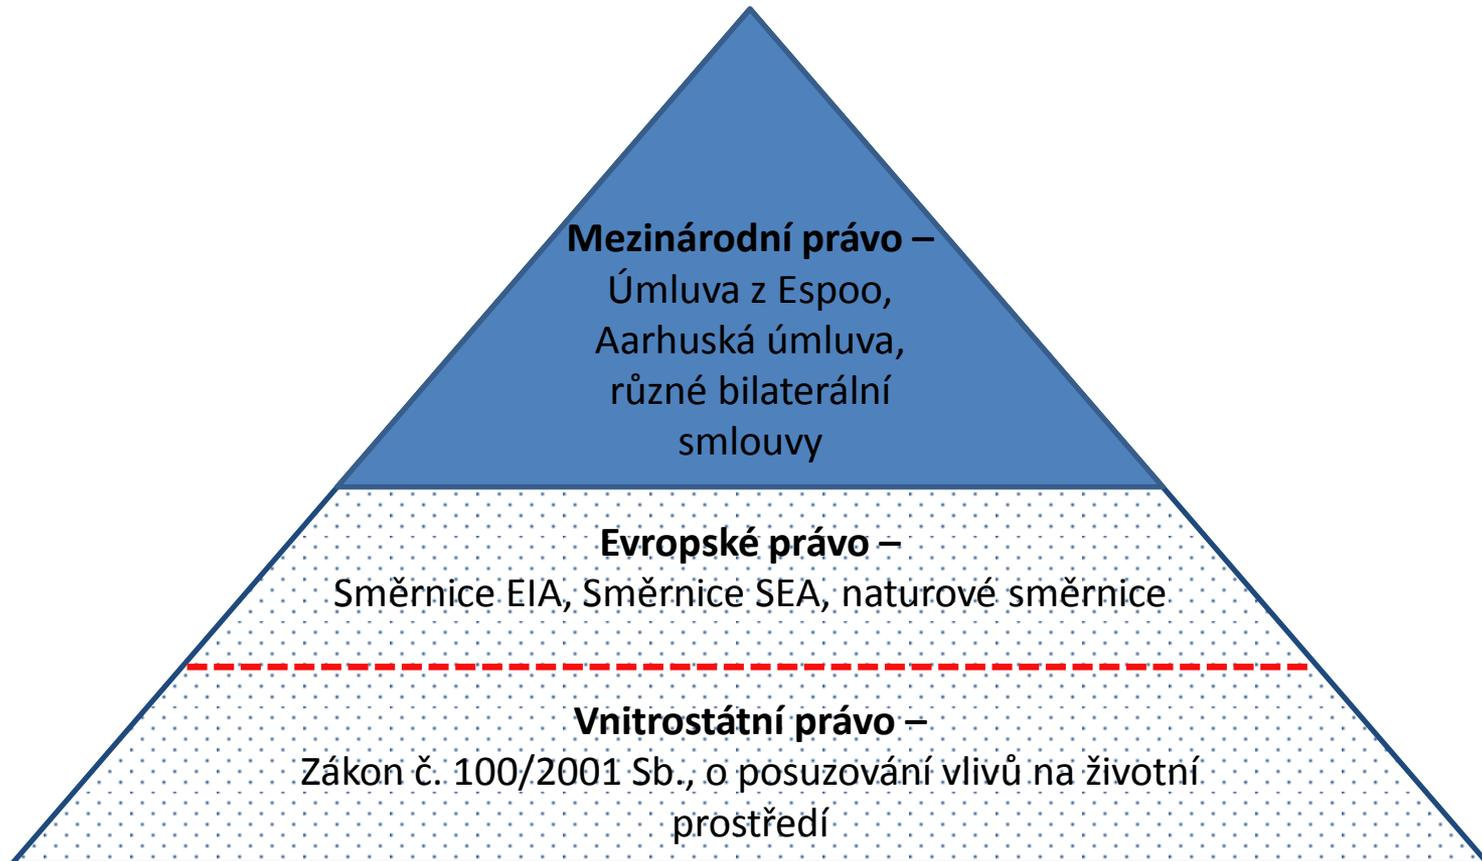 Mezinárodní právo –
Úmluva z Espoo,
Aarhuská úmluva,
různé bilaterální
smlouvy
Evropské právo –
Směrnice EIA, Směrnice SEA, naturové směrnice
Vnitrostátní právo –
Zákon č. 100/2001 Sb., o posuzování vlivů na životní
prostředí